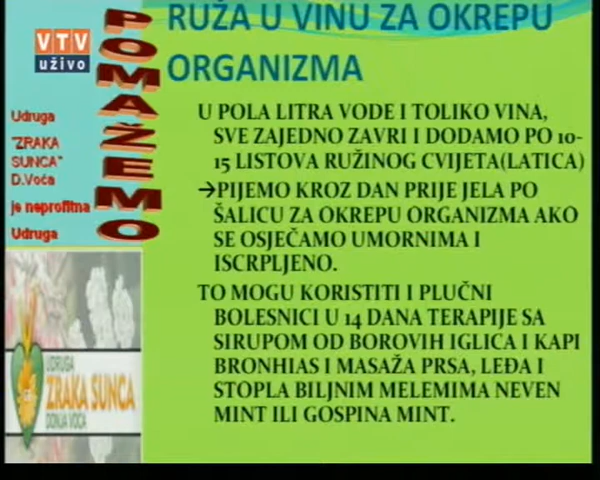 RUŽA U VINU ZA OKREPU
ORGANIZMA
VTV
uživo
POMAŽEMO
Udruga
"ZRAKA
SUNCA"
D.Voća
je neprofitna
Udruga
U POLA LITRA VODE I TOLIKO VINA,
SVE ZAJEDNO ZAVRI I DODAMO PO 10-
15 LISTOVA RUŽINOG CVIJETA(LATICA)
→PIJEMO KROZ DAN PRIJE JELA PO
ŠALICU ZA OKREPU ORGANIZMA AKO
SE OSJEČAMO UMORNIMA I
ISCRPLJENO.
TO MOGU KORISTITI I PLUČNI
BOLESNICI U 14 DANA TERAPIJE SA
SIRUPOM OD BOROVIH IGLICA I KAPI
BRONHIAS I MASAŽA PRSA, LEĐA I
STOPLA BILJNIM MELEMIMA NEVEN
MINT ILI GOSPINA MINT.
UDRUGA
ZRAKA SUNCA
DONJA VOĆA